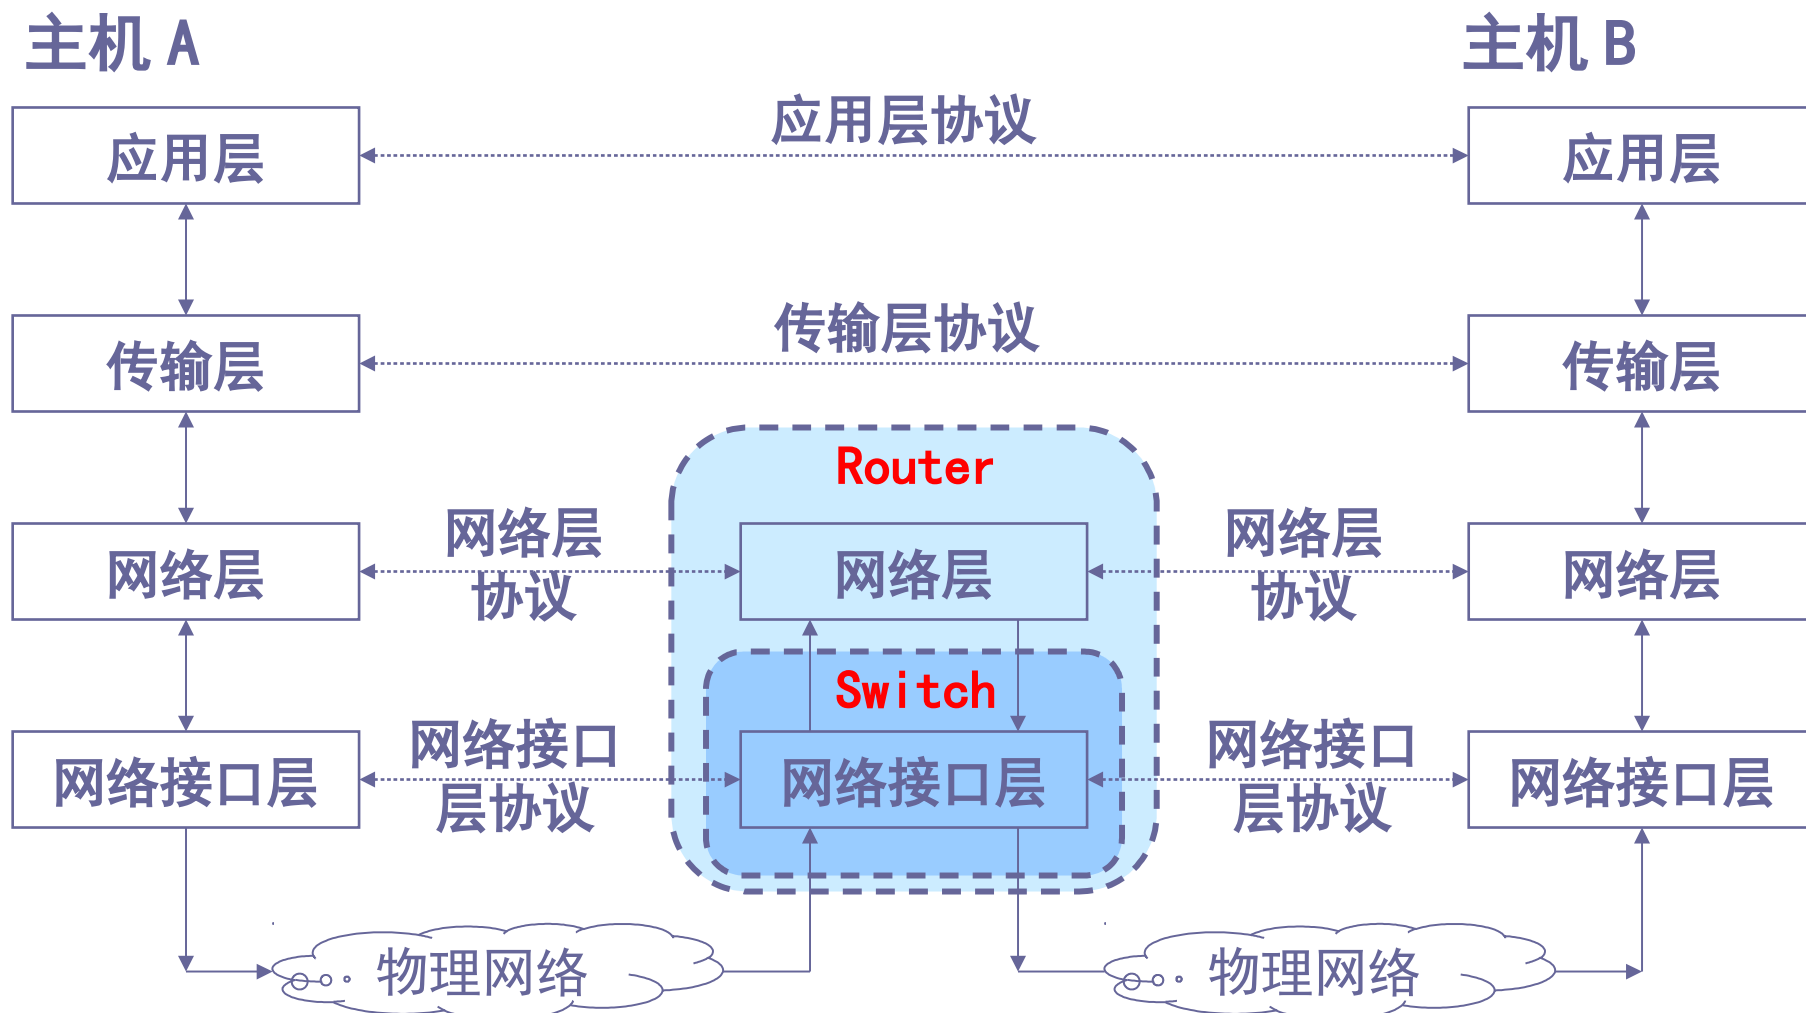 主机 A
主机 B
应用层协议
应用层
应用层
传输层协议
传输层
传输层
Router
网络层
协议
网络层
协议
网络层
网络层
网络层
Switch
网络接口
层协议
网络接口
层协议
网络接口层
网络接口层
网络接口层
物理网络
物理网络